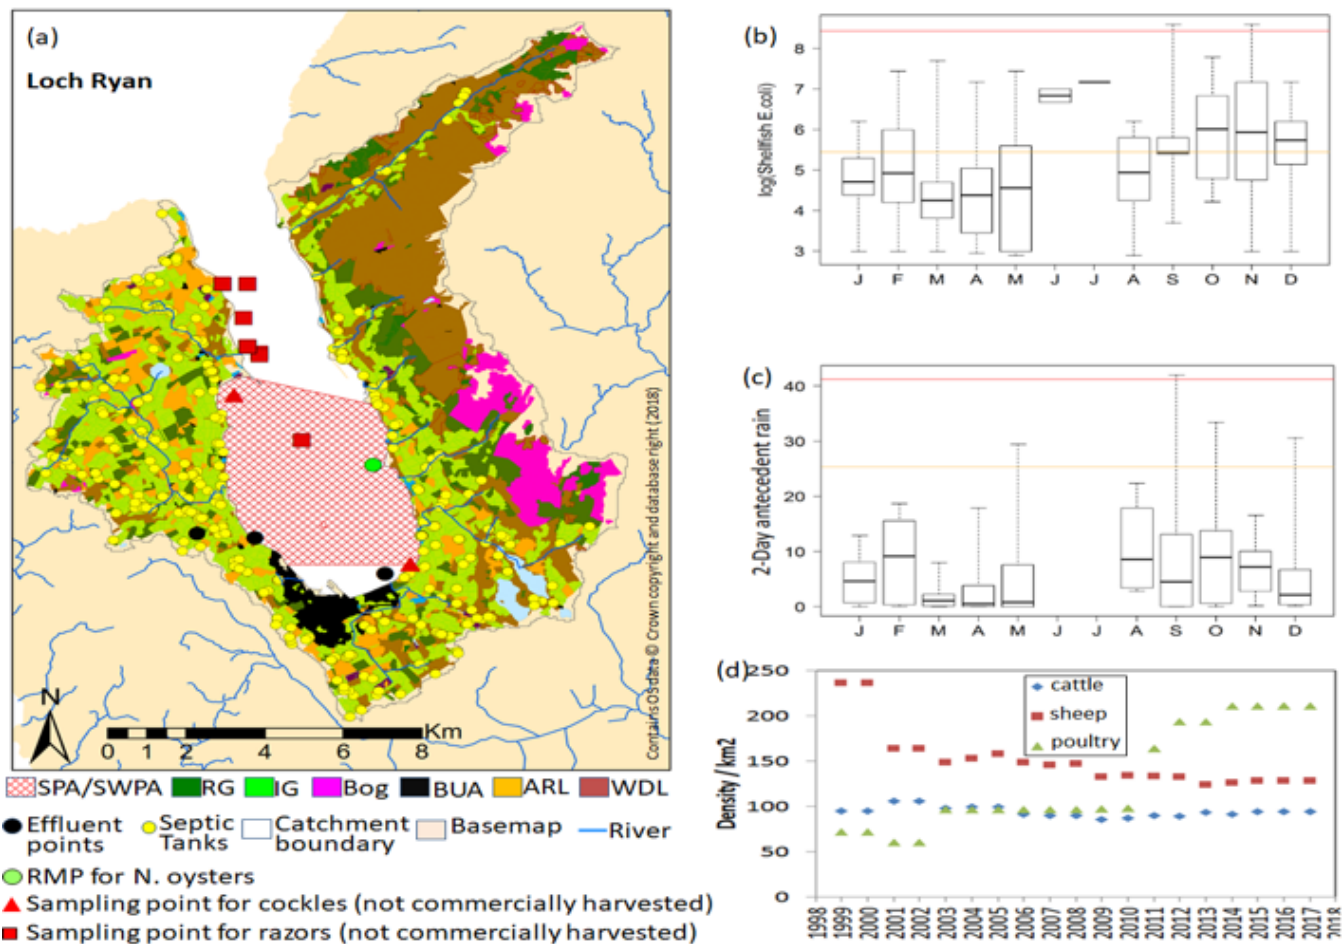 (a)
Loch Ryan
N
Km
0 1 2 4 6 8
Contains OS data © Crown copyright and database right (2018)
SPA/SWPA RG IG Bog BUA ARL WDL
Effluent points Septic Tanks Catchment boundary Basemap River
RMP for N. oysters
Sampling point for cockles (not commercially harvested)
Sampling point for razors (not commercially harvested)
(b)
log(Shellfish E.coli)
8
7
6
5
4
3
J F M A M J J A S O N D
(c)
2-Day antecedent rain
40
30
20
10
0
J F M A M J J A S O N D
(d)
Density / km2
250
200
150
100
50
0
cattle
sheep
poultry
1998 1999 2000 2001 2002 2003 2004 2005 2006 2007 2008 2009 2010 2011 2012 2013 2014 2015 2016 2017 2018